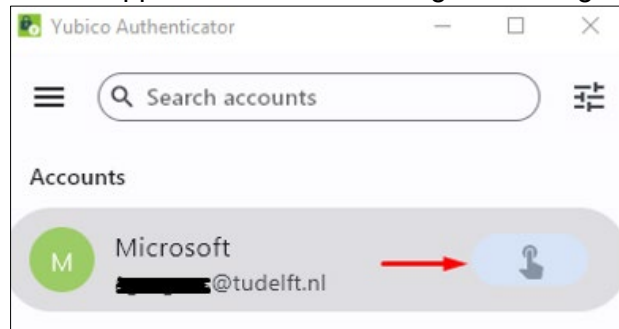 Yubico Authenticator
Search accounts
Accounts
M
Microsoft
@tudelft.nl